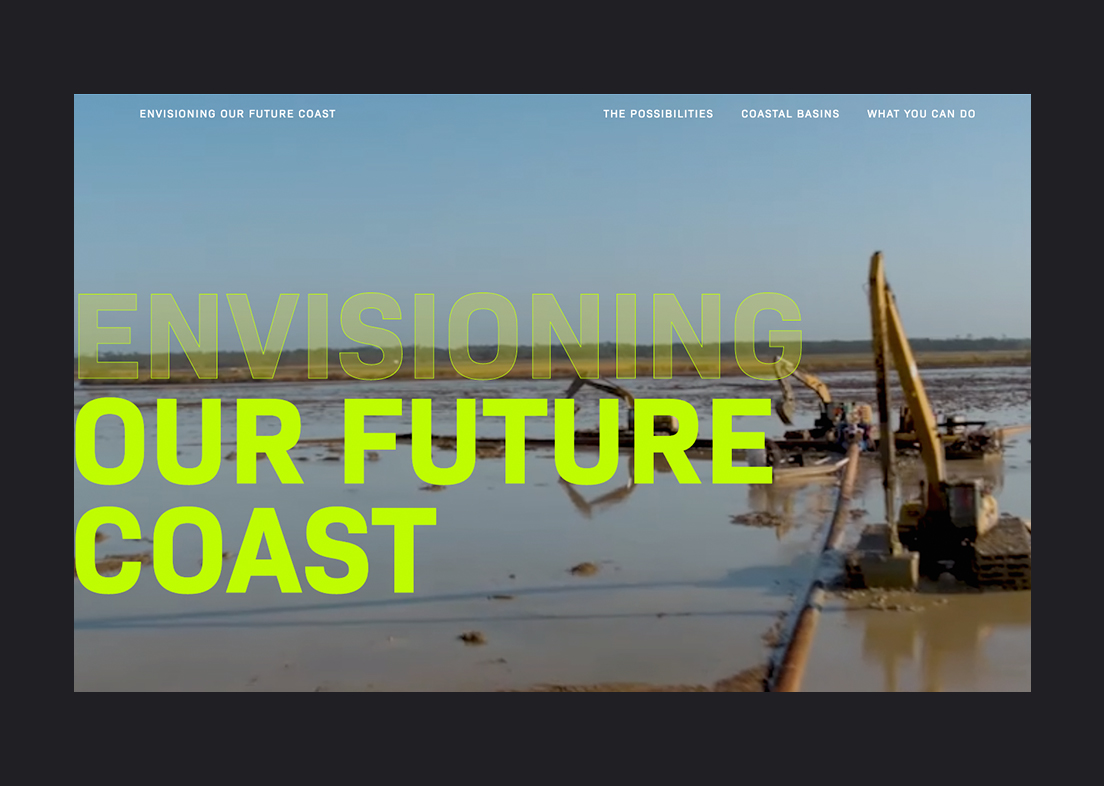 ENVISIONING OUR FUTURE COAST
THE POSSIBILITIES COASTAL BASINS WHAT YOU CAN DO
ENVISIONING
OUR FUTURE
COAST